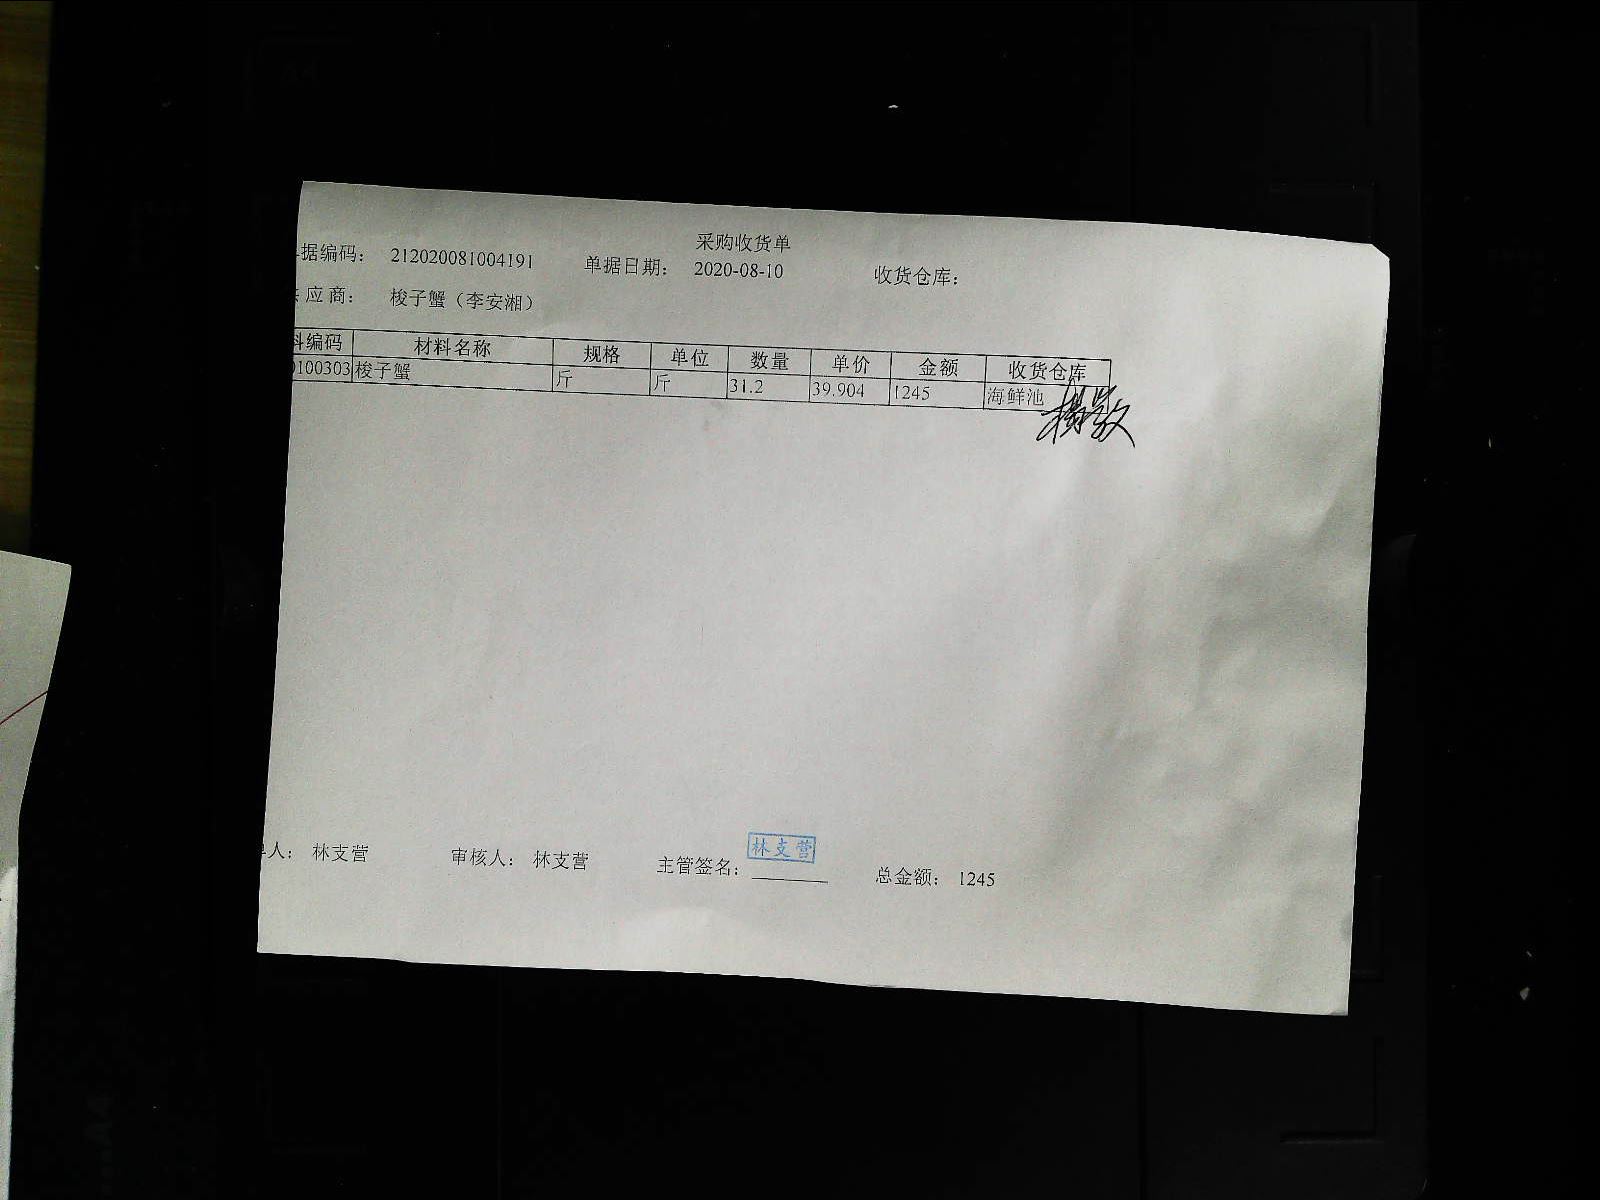 采购收货单
据编码： 212020081004191 单据日期： 2020-08-10 收货仓库：
应商： 梭子蟹（李安湘）
料编码 材料名称 规格 单位 数量 单价 金额 收货仓库
0100303 梭子蟹 斤 斤 31.2 39.904 1245 海鲜池
人： 林支营 审核人： 林支营 主管签名： 林支营 总金额： 1245